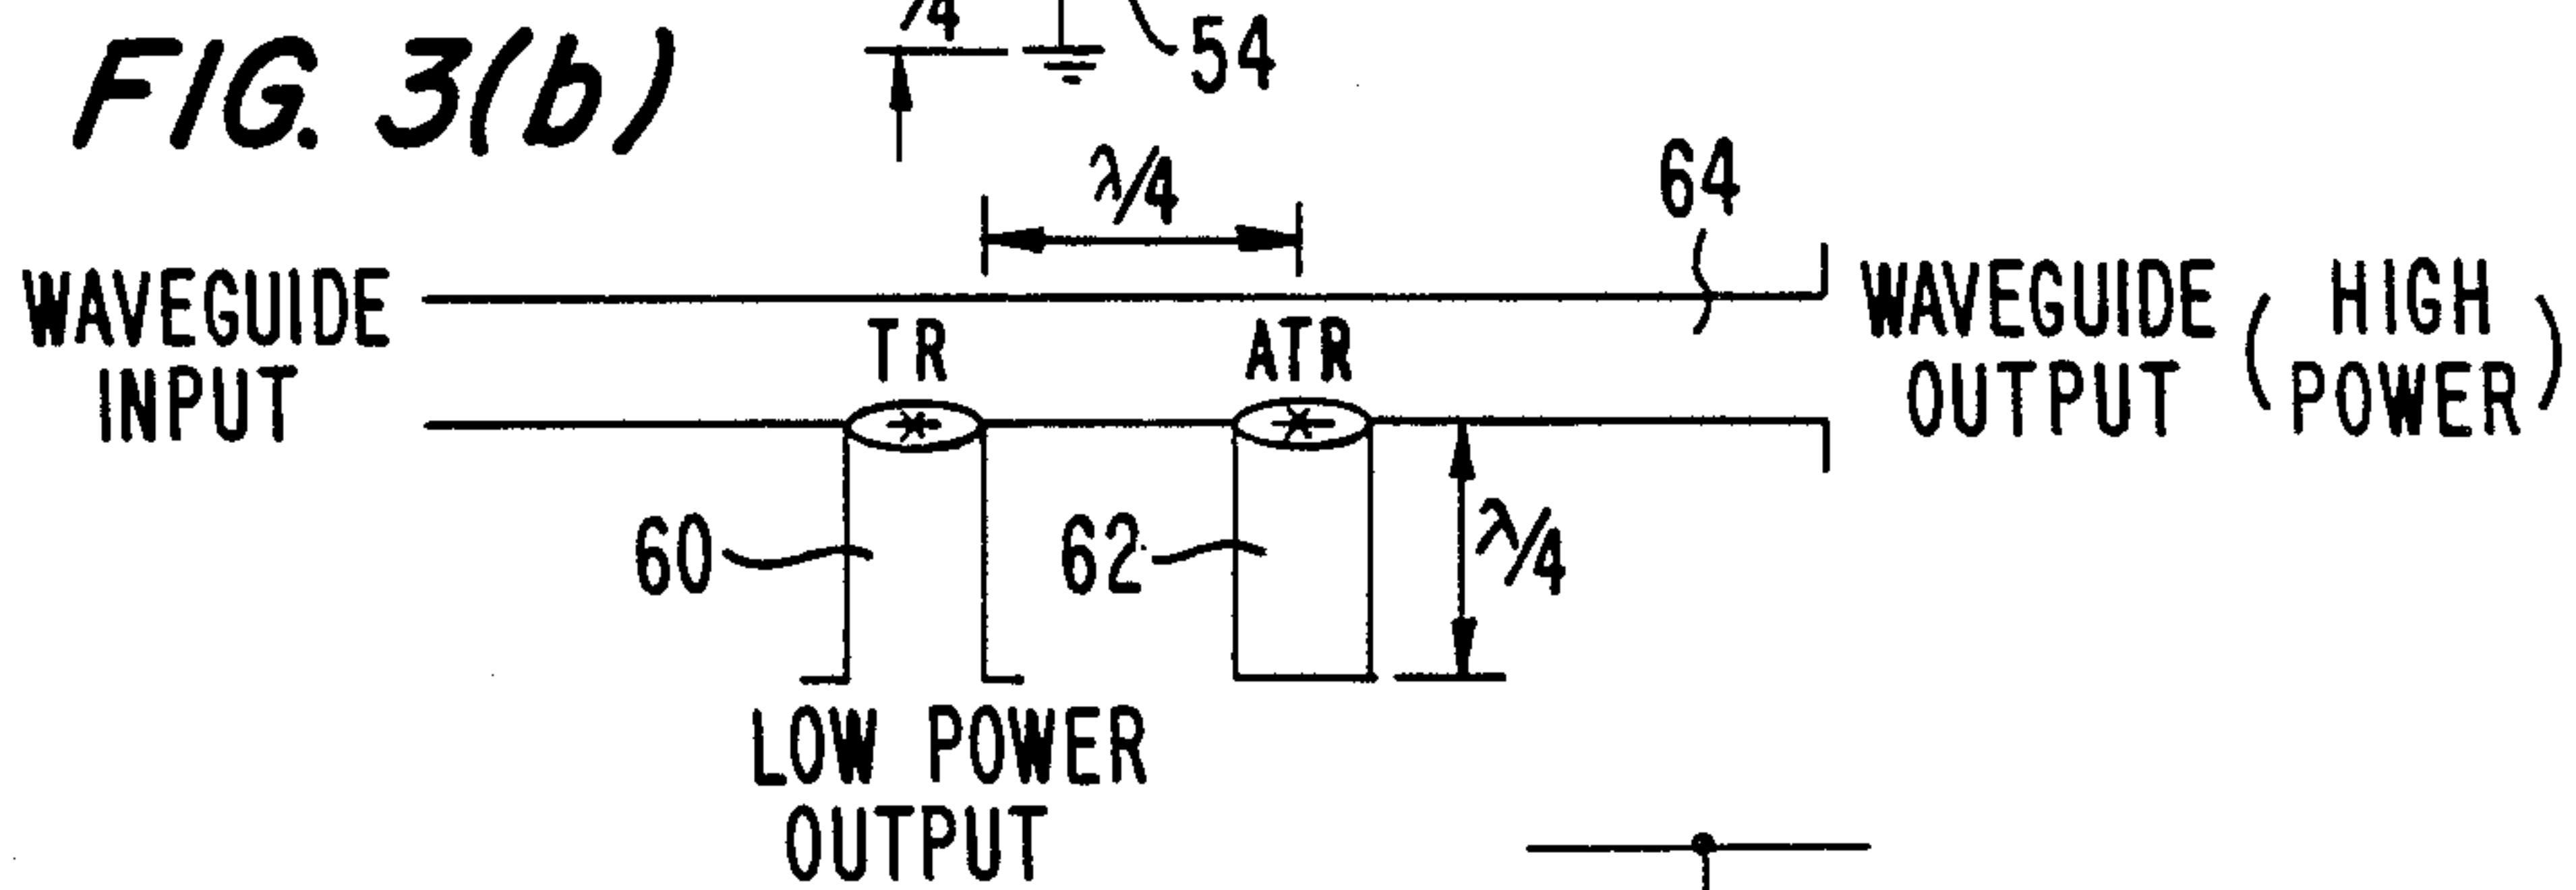 FIG. 3(b)
54
λ/4
64
WAVEGUIDE
INPUT
TR
ATR
WAVEGUIDE
OUTPUT
( HIGH
POWER )
60
62
λ/4
LOW POWER
OUTPUT